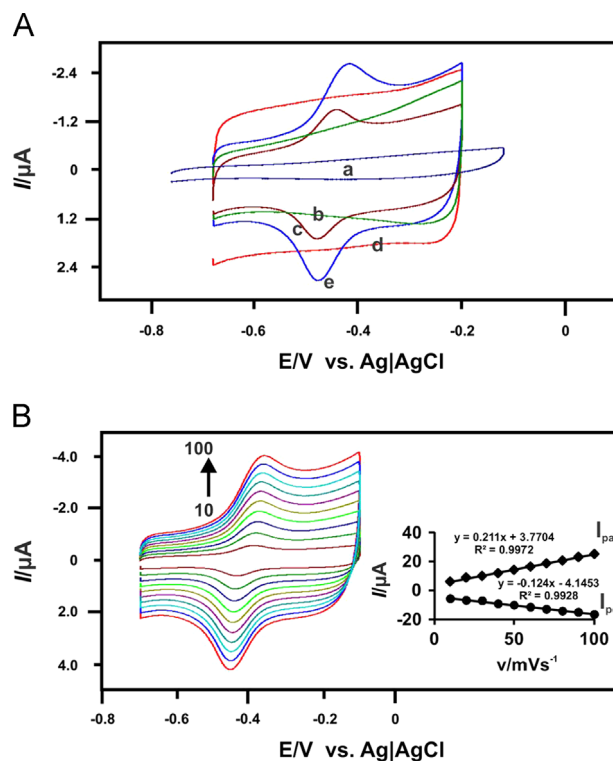 A
I/µA
-2.4
-1.2
0
1.2
2.4
a
b
c
d
e
-0.8
-0.6
-0.4
-0.2
0
E/V vs. Ag|AgCl
B
I/µA
-4.0
-2.0
0
2.0
4.0
100
10
-0.8
-0.6
-0.4
-0.2
0
E/V vs. Ag|AgCl
I/µA
40
20
0
-20
y = 0.211x + 3.7704
R² = 0.9972
Ipa
y = -0.124x - 4.1453
R² = 0.9928
0
50
100
v/mVs⁻¹